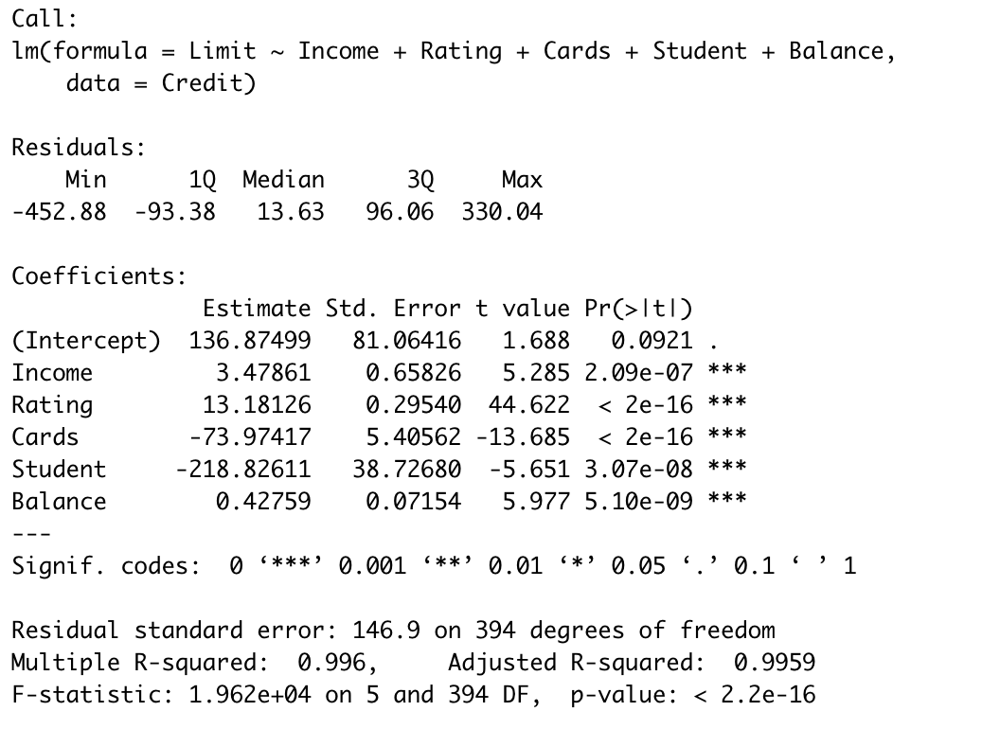 Call:
lm(formula = Limit ~ Income + Rating + Cards + Student + Balance,
    data = Credit)

Residuals:
    Min      1Q  Median      3Q     Max
-452.88  -93.38   13.63   96.06  330.04

Coefficients:
              Estimate Std. Error t value Pr(>|t|)
(Intercept)  136.87499   81.06416   1.688   0.0921 .
Income         3.47861    0.65826   5.285 2.09e-07 ***
Rating        13.18126    0.29540  44.622  < 2e-16 ***
Cards        -73.97417    5.40562 -13.685  < 2e-16 ***
Student     -218.82611   38.72680  -5.651 3.07e-08 ***
Balance        0.42759    0.07154   5.977 5.10e-09 ***
---
Signif. codes:  0 ‘***’ 0.001 ‘**’ 0.01 ‘*’ 0.05 ‘.’ 0.1 ‘ ’ 1

Residual standard error: 146.9 on 394 degrees of freedom
Multiple R-squared:  0.996,     Adjusted R-squared:  0.9959
F-statistic: 1.962e+04 on 5 and 394 DF,  p-value: < 2.2e-16